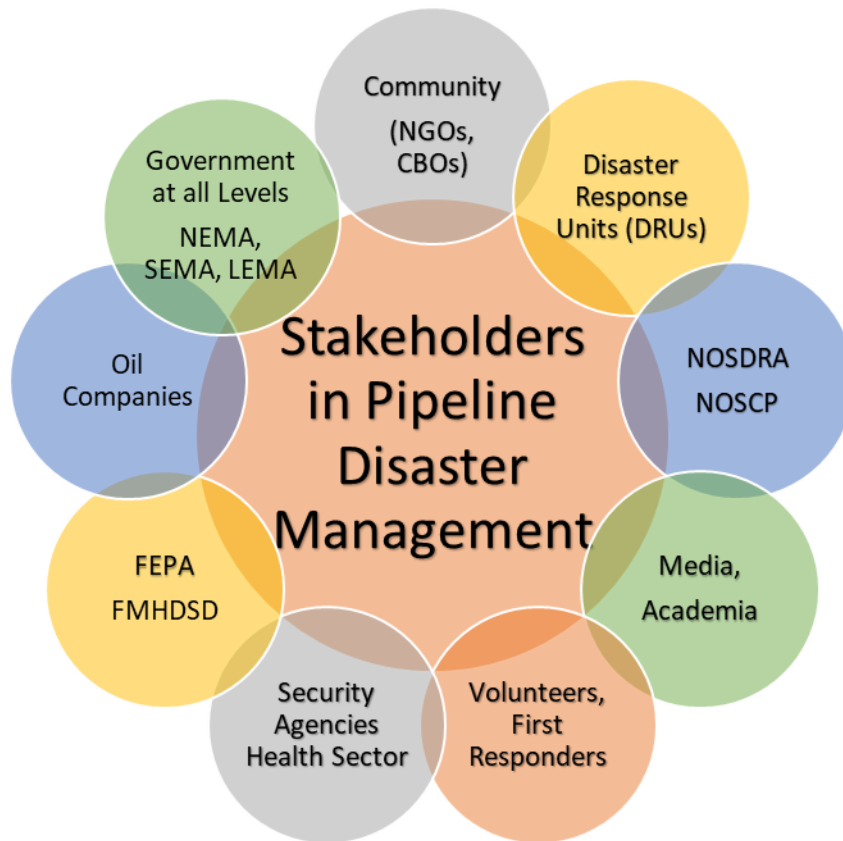 Community
(NGOs,
CBOs)
Disaster
Response
Units (DRUs)
NOSDRA
NOSCP
Media,
Academia
Volunteers,
First
Responders
Security
Agencies
Health Sector
FEPA
FMHDSD
Oil
Companies
Government
at all Levels
NEMA,
SEMA, LEMA
Stakeholders
in Pipeline
Disaster
Management